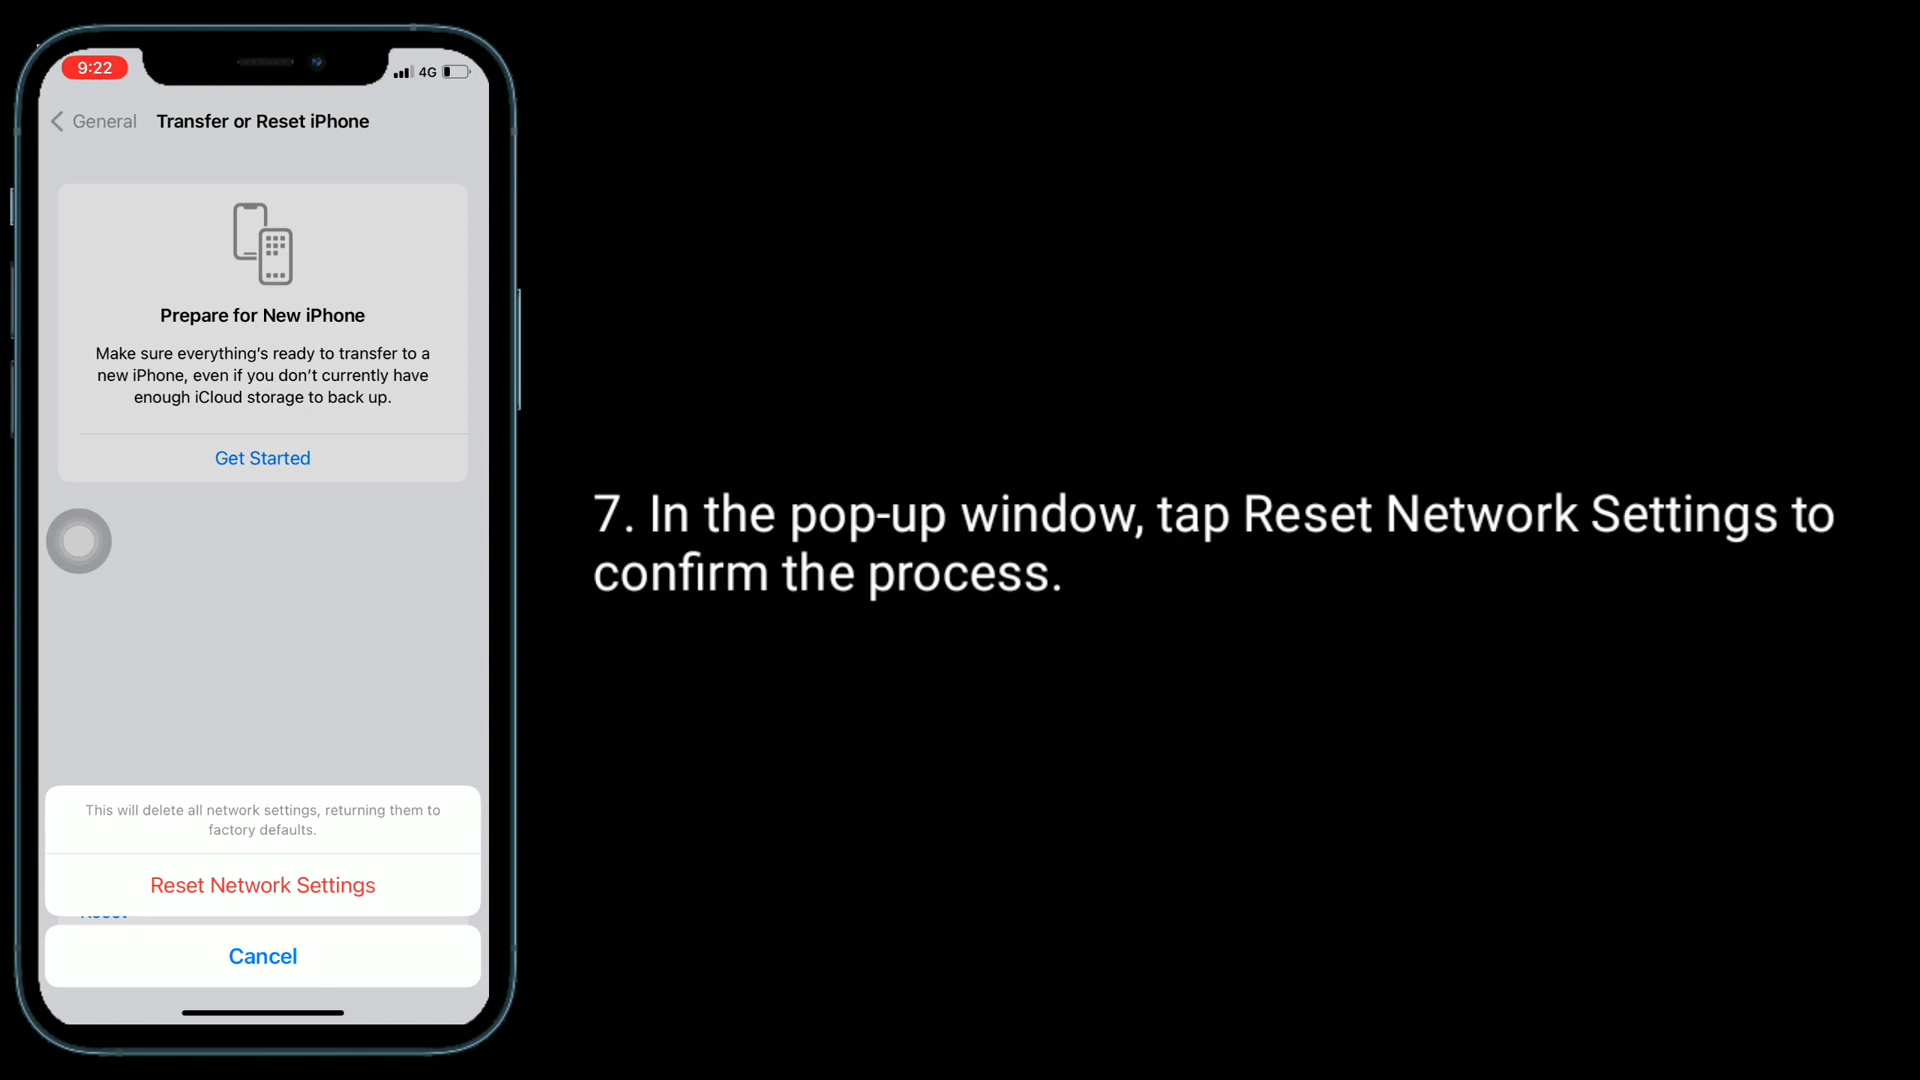 9:22
4G
General
Transfer or Reset iPhone
Prepare for New iPhone
Make sure everything's ready to transfer to a
new iPhone, even if you don't currently have
enough iCloud storage to back up.
Get Started
7. In the pop-up window, tap Reset Network Settings to
confirm the process.
This will delete all network settings, returning them to
factory defaults.
Reset Network Settings
Cancel